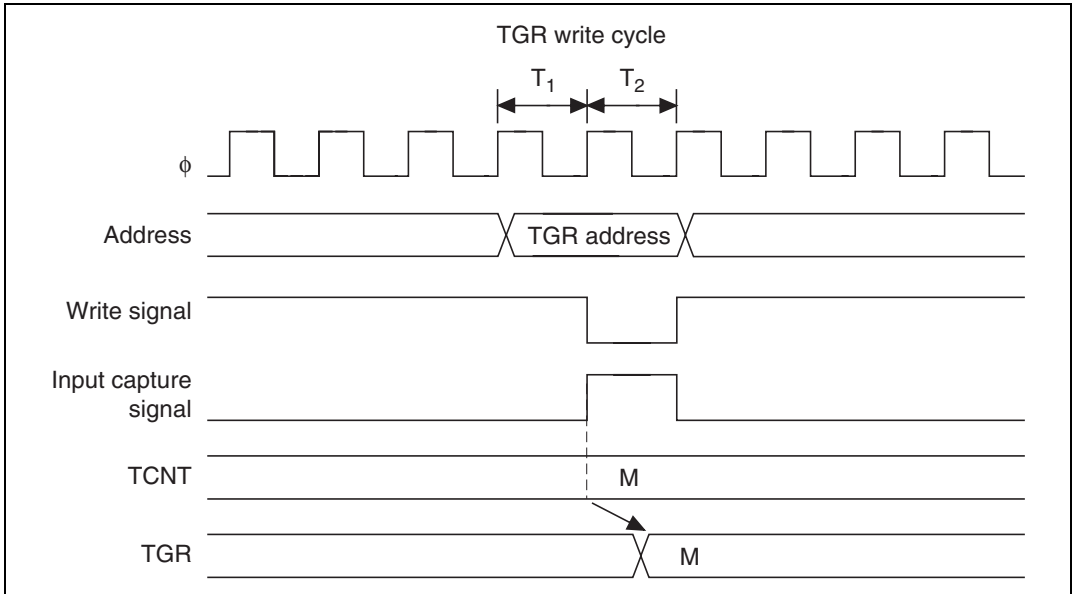 TGR write cycle
T1 T2
ϕ
Address
TGR address
Write signal
Input capture
signal
TCNT
M
TGR
M